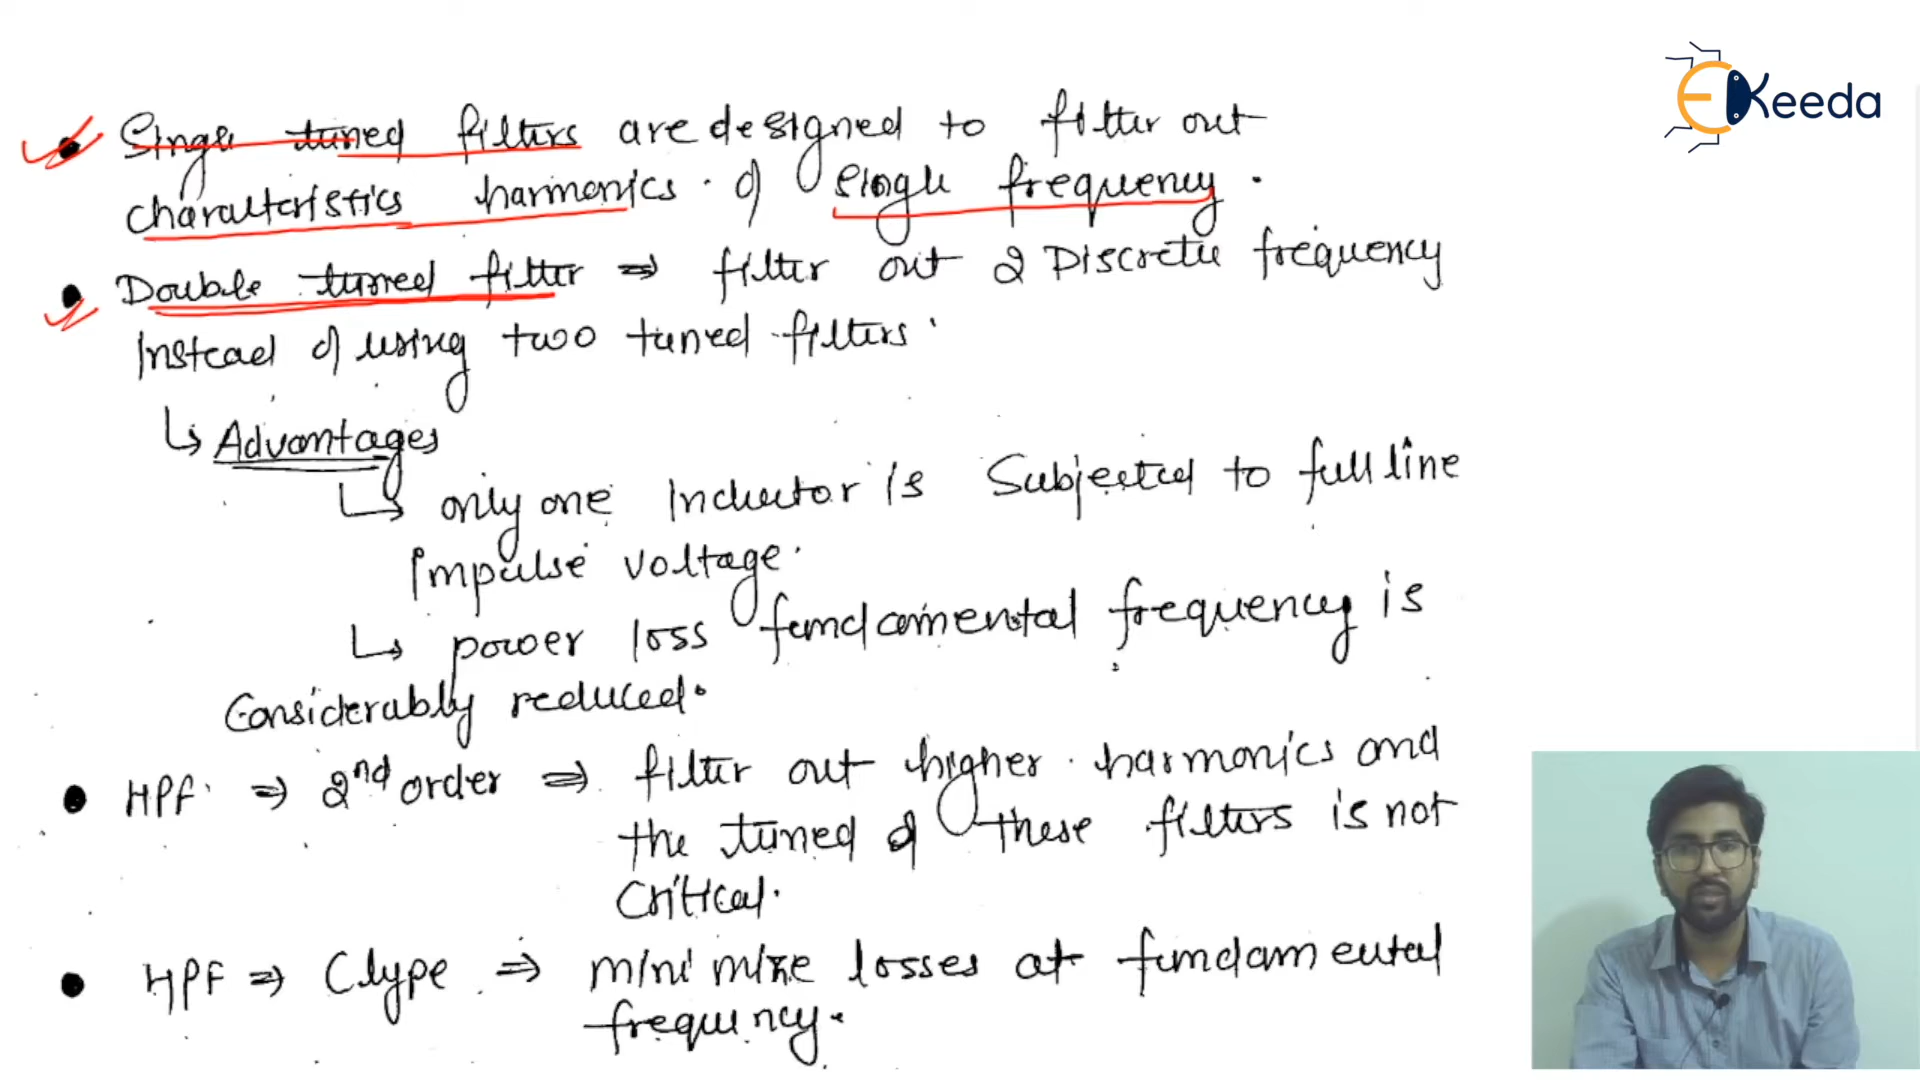 EKeeda
Single tuned filters are designed to filter out
characteristics harmonics of single frequency.
Double tuned filter ⇒ filter out 2 Discrete frequency
Instead of using two tuned filters.
↳ Advantages
↳ only one Inductor is Subjected to full line
Impulse voltage.
↳ power loss fundamental frequency is
Considerably reduced.
HPF ⇒ 2nd order ⇒ filter out higher harmonics and
the tuned of these filters is not
critical.
HPF ⇒ C type ⇒ minimize losses at fundamental
frequency.